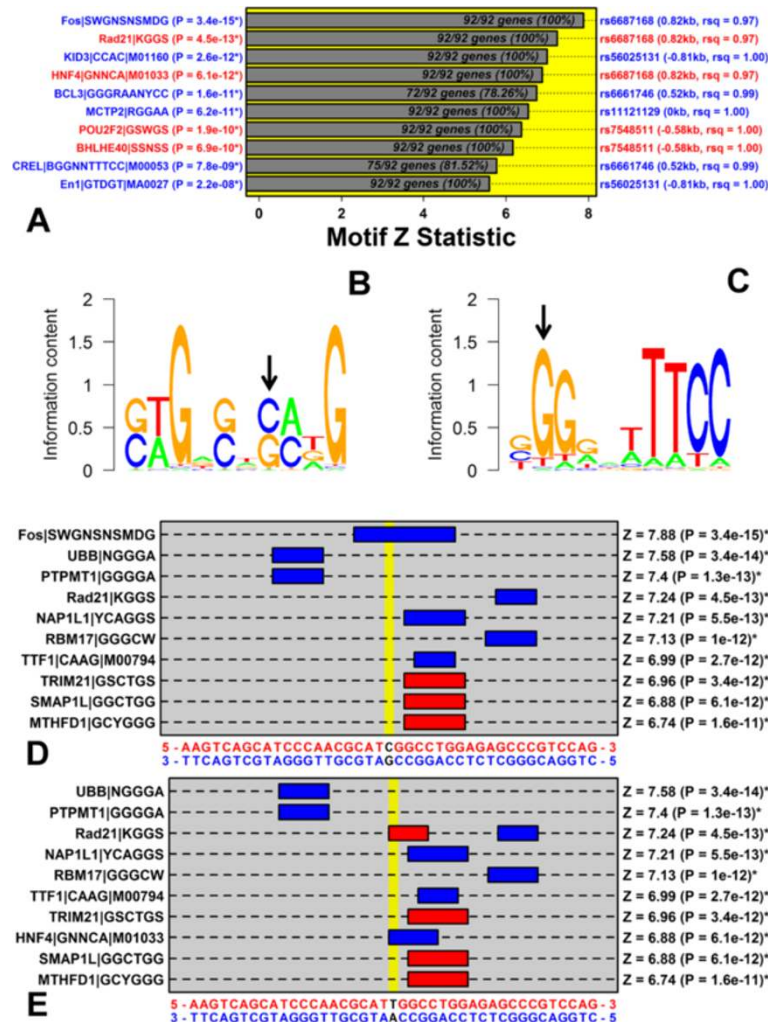 Fos|SWGNSNSMDG (P = 3.4e-15*) 92/92 genes (100%) rs6687168 (0.82kb, rsq = 0.97)
Rad21|KGGS (P = 4.5e-13*) 92/92 genes (100%) rs6687168 (0.82kb, rsq = 0.97)
KID3|CCAC|M01160 (P = 2.6e-12*) 92/92 genes (100%) rs56025131 (-0.81kb, rsq = 1.00)
HNF4|GNNCA|M01033 (P = 6.1e-12*) 92/92 genes (100%) rs6687168 (0.82kb, rsq = 0.97)
BCL3|GGGRAANYCC (P = 1.6e-11*) 72/92 genes (78.26%) rs6661746 (0.52kb, rsq = 0.99)
MCTP2|RGGAA (P = 6.2e-11*) 92/92 genes (100%) rs11121129 (0kb, rsq = 1.00)
POU2F2|GSWGS (P = 1.9e-10*) 92/92 genes (100%) rs7548511 (-0.58kb, rsq = 1.00)
BHLHE40|SSNSS (P = 6.9e-10*) 92/92 genes (100%) rs7548511 (-0.58kb, rsq = 1.00)
CREL|BGGNNTTTCC|M00053 (P = 7.8e-09*) 75/92 genes (81.52%) rs6661746 (0.52kb, rsq = 0.99)
En1|GTDGT|MA0027 (P = 2.2e-08*) 92/92 genes (100%) rs56025131 (-0.81kb, rsq = 1.00)
0 2 4 6 8
A
Motif Z Statistic
B
Information content
2
1.5
1
0.5
0
C
Information content
2
1.5
1
0.5
0
Fos|SWGNSNSMDG Z = 7.88 (P = 3.4e-15)*
UBB|NGGGA Z = 7.58 (P = 3.4e-14)*
PTPMT1|GGGGA Z = 7.4 (P = 1.3e-13)*
Rad21|KGGS Z = 7.24 (P = 4.5e-13)*
NAP1L1|YCAGGS Z = 7.21 (P = 5.5e-13)*
RBM17|GGGCW Z = 7.13 (P = 1e-12)*
TTF1|CAAG|M00794 Z = 6.99 (P = 2.7e-12)*
TRIM21|GSCTGS Z = 6.96 (P = 3.4e-12)*
SMAP1L|GGCTGG Z = 6.88 (P = 6.1e-12)*
MTHFD1|GCYGGG Z = 6.74 (P = 1.6e-11)*
D
5 - AAGTCAGCATCCCAACGCATCGGCCTGGAGAGCCCGTCCAG - 3
3 - TTCAGTCGTAGGGTTGCGTAGCCGGACCTCTCGGGCAGGTC - 5
UBB|NGGGA Z = 7.58 (P = 3.4e-14)*
PTPMT1|GGGGA Z = 7.4 (P = 1.3e-13)*
Rad21|KGGS Z = 7.24 (P = 4.5e-13)*
NAP1L1|YCAGGS Z = 7.21 (P = 5.5e-13)*
RBM17|GGGCW Z = 7.13 (P = 1e-12)*
TTF1|CAAG|M00794 Z = 6.99 (P = 2.7e-12)*
TRIM21|GSCTGS Z = 6.96 (P = 3.4e-12)*
HNF4|GNNCA|M01033 Z = 6.88 (P = 6.1e-12)*
SMAP1L|GGCTGG Z = 6.88 (P = 6.1e-12)*
MTHFD1|GCYGGG Z = 6.74 (P = 1.6e-11)*
E
5 - AAGTCAGCATCCCAACGCATTGGCCTGGAGAGCCCGTCCAG - 3
3 - TTCAGTCGTAGGGTTGCGTAACCGGACCTCTCGGGCAGGTC - 5